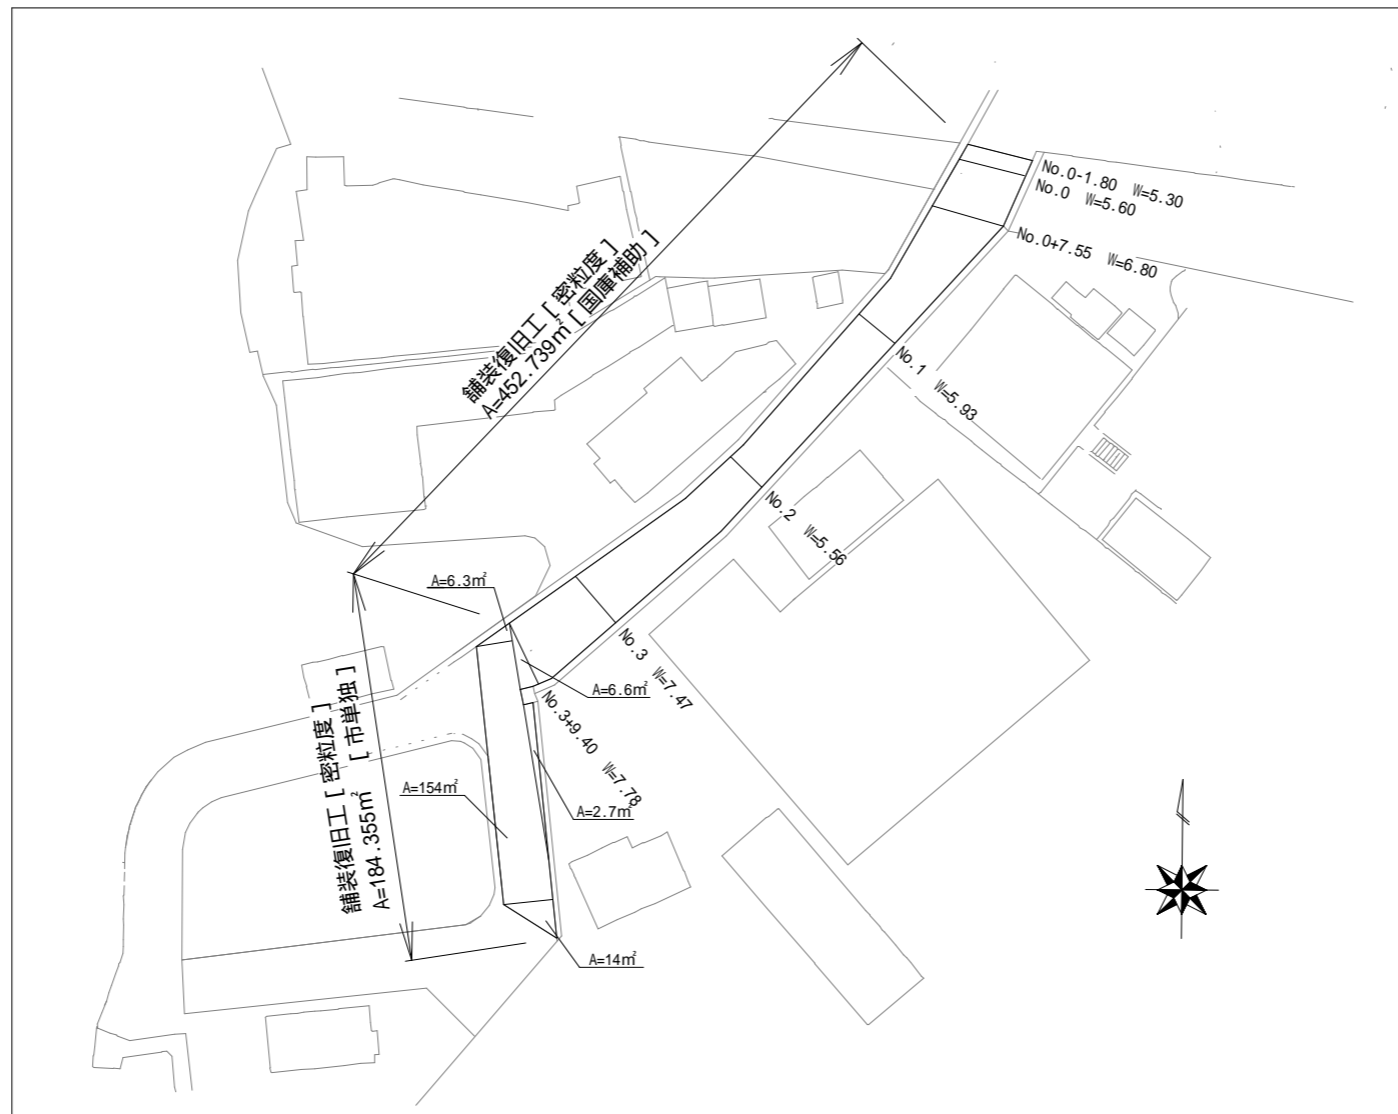 No.0-1.80 W=5.30
No.0 W=5.60
No.0+7.55 W=6.80
舗装復旧工［密粒度］
A=452.739㎡［国庫補助］
No.1 W=5.93
No.2 W=5.56
A=6.3㎡
No.3 W=7.47
A=6.6㎡
No.3+9.40 W=7.78
舗装復旧工［密粒度］
A=184.355㎡ ［市単独］
A=154㎡
A=2.7㎡
A=14㎡